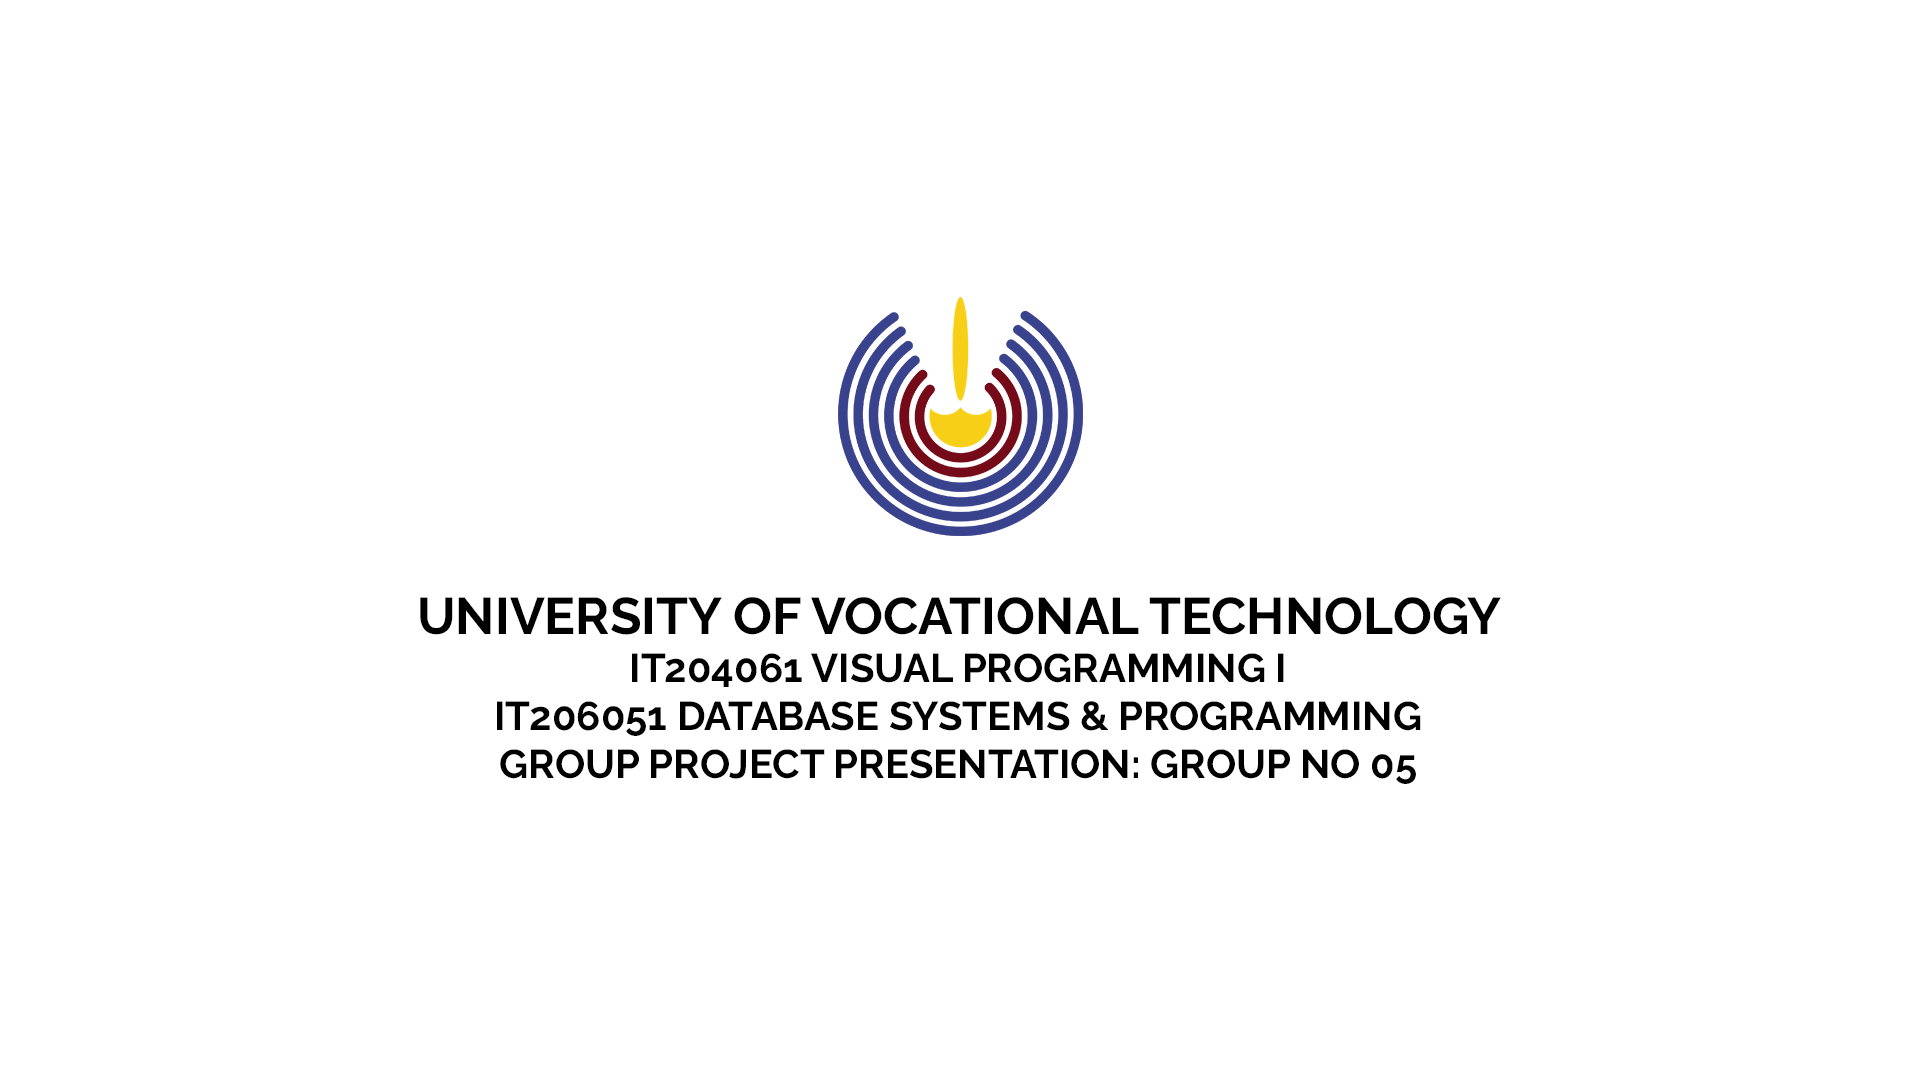 UNIVERSITY OF VOCATIONAL TECHNOLOGY
IT204061 VISUAL PROGRAMMING I
IT206051 DATABASE SYSTEMS & PROGRAMMING
GROUP PROJECT PRESENTATION: GROUP NO 05